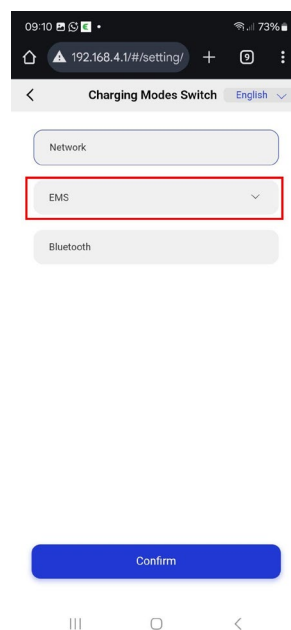 09:10
73%
192.168.4.1/#/setting/
9
Charging Modes Switch
English
Network
EMS
Bluetooth
Confirm